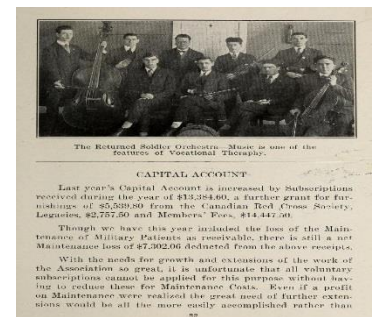 The Returned Soldier Orchestra—Music is one of the
features of Vocational Theraphy.
CAPITAL ACCOUNT
Last year's Capital Account is increased by Subscriptions
received during the year of $13,384.60, a further grant for fur-
nishings of $5,539.80 from the Canadian Red Cross Society,
Legacies, $2,757.50 and Members' Fees, $14,447.50.
Though we have this year included the loss of the Main-
tenance of Military Patients as receivable, there is still a net
Maintenance loss of $7,302.06 deducted from the above receipts.
With the needs for growth and extensions of the work of
the Association so great, it is unfortunate that all voluntary
subscriptions cannot be applied for this purpose without hav-
ing to reduce these for Maintenance Costs. Even if a profit
on Maintenance were realized the great need of further exten-
sions would be all the more easily accomplished rather than